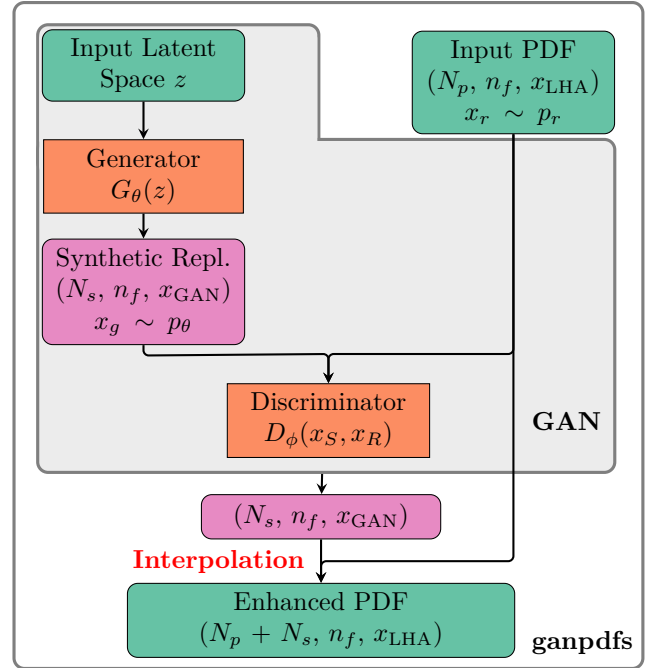 Input Latent
Space z
Input PDF
(N_p, n_f, x_LHA)
x_r ∼ p_r
Generator
G_θ(z)
Synthetic Repl.
(N_s, n_f, x_GAN)
x_g ∼ p_θ
Discriminator
D_ϕ(x_S, x_R)
GAN
(N_s, n_f, x_GAN)
Interpolation
Enhanced PDF
(N_p + N_s, n_f, x_LHA)
ganpdfs